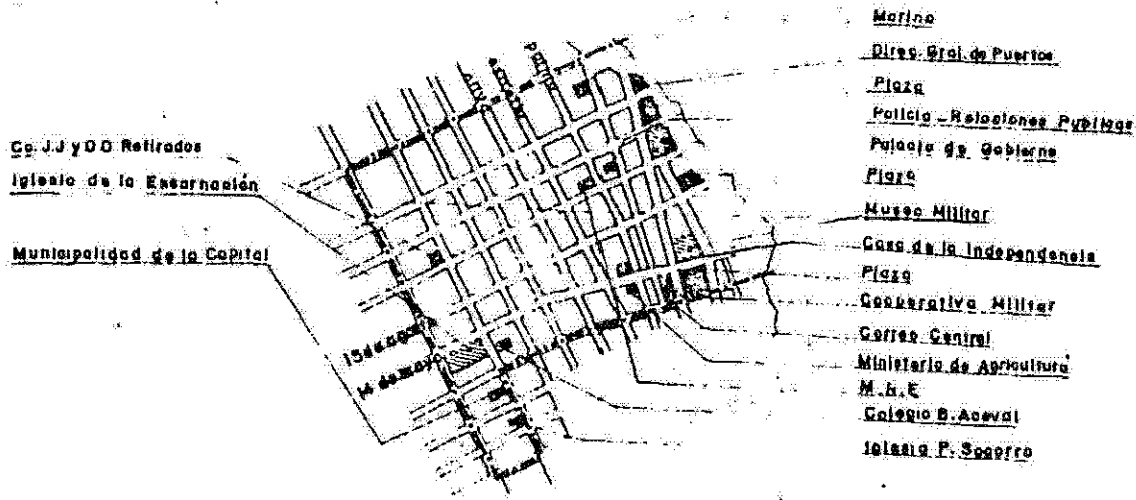 Marina
Direc. Gral. de Puertos
Plaza
Policia - Relaciones Publicas
Palacio de Gobierno
Plaza
Museo Militar
Casa de la Independencia
Plaza
Cooperativa Militar
Correo Central
Ministerio de Agricultura
Colegio B. Aceval
Iglesia P. Socorro
Co. JJ y OO Retirados
Iglesia de la Encarnación
Municipalidad de la Capital
15 de agosto
14 de mayo